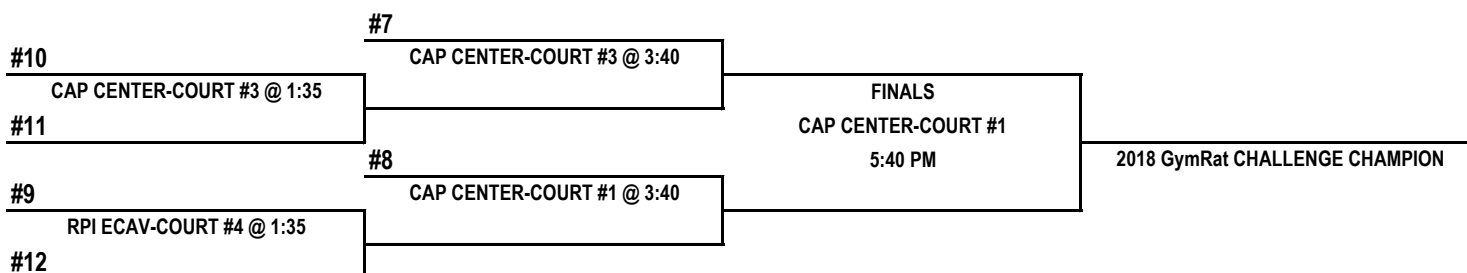 #7
#10
CAP CENTER-COURT #3 @ 3:40
CAP CENTER-COURT #3 @ 1:35
FINALS
#11
CAP CENTER-COURT #1
#8
5:40 PM
2018 GymRat CHALLENGE CHAMPION
#9
CAP CENTER-COURT #1 @ 3:40
RPI ECAV-COURT #4 @ 1:35
#12